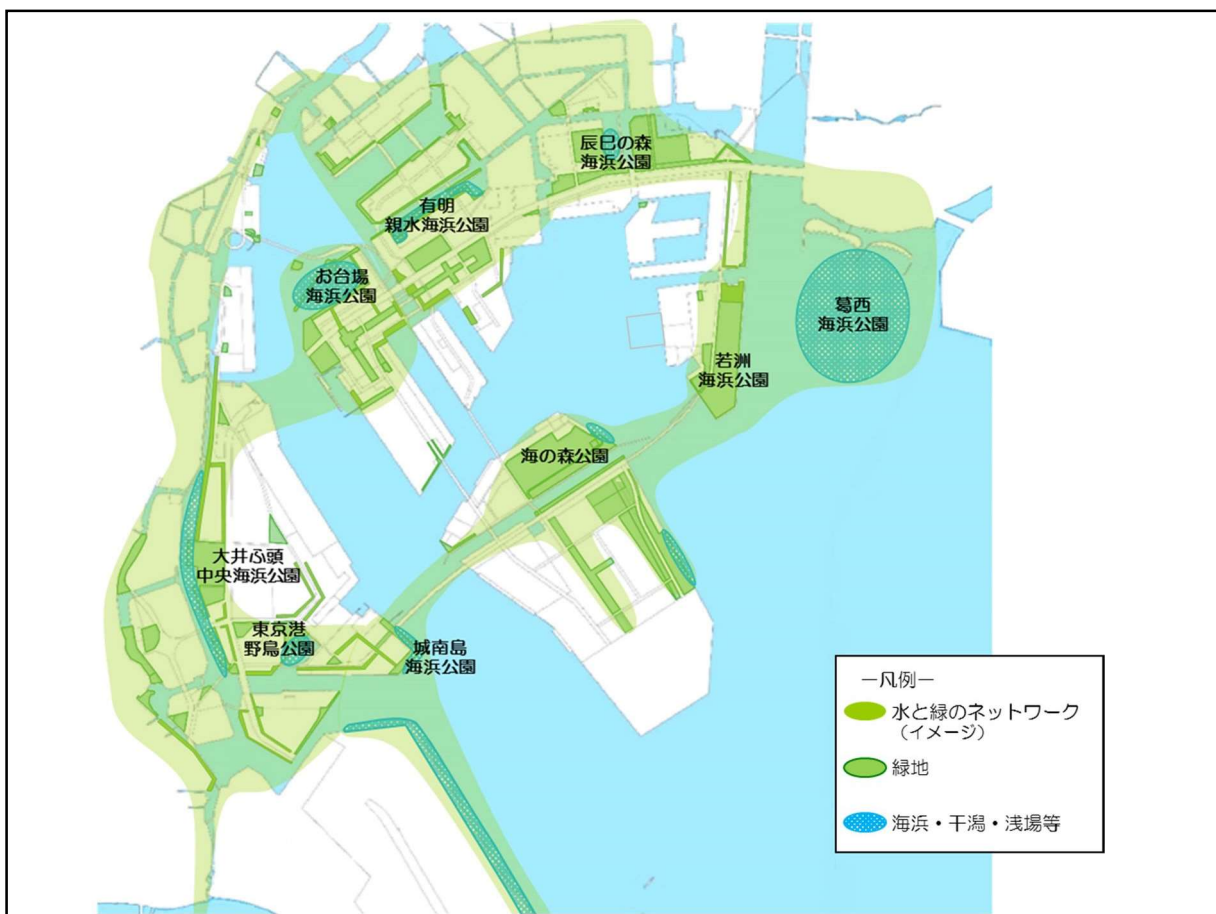 辰巳の森
海浜公園
有明
親水海浜公園
お台場
海浜公園
葛西
海浜公園
若洲
海浜公園
海の森公園
大井ふ頭
中央海浜公園
東京港
野鳥公園
城南島
海浜公園
―凡例―
水と緑のネットワーク
（イメージ）
緑地
海浜・干潟・浅場等